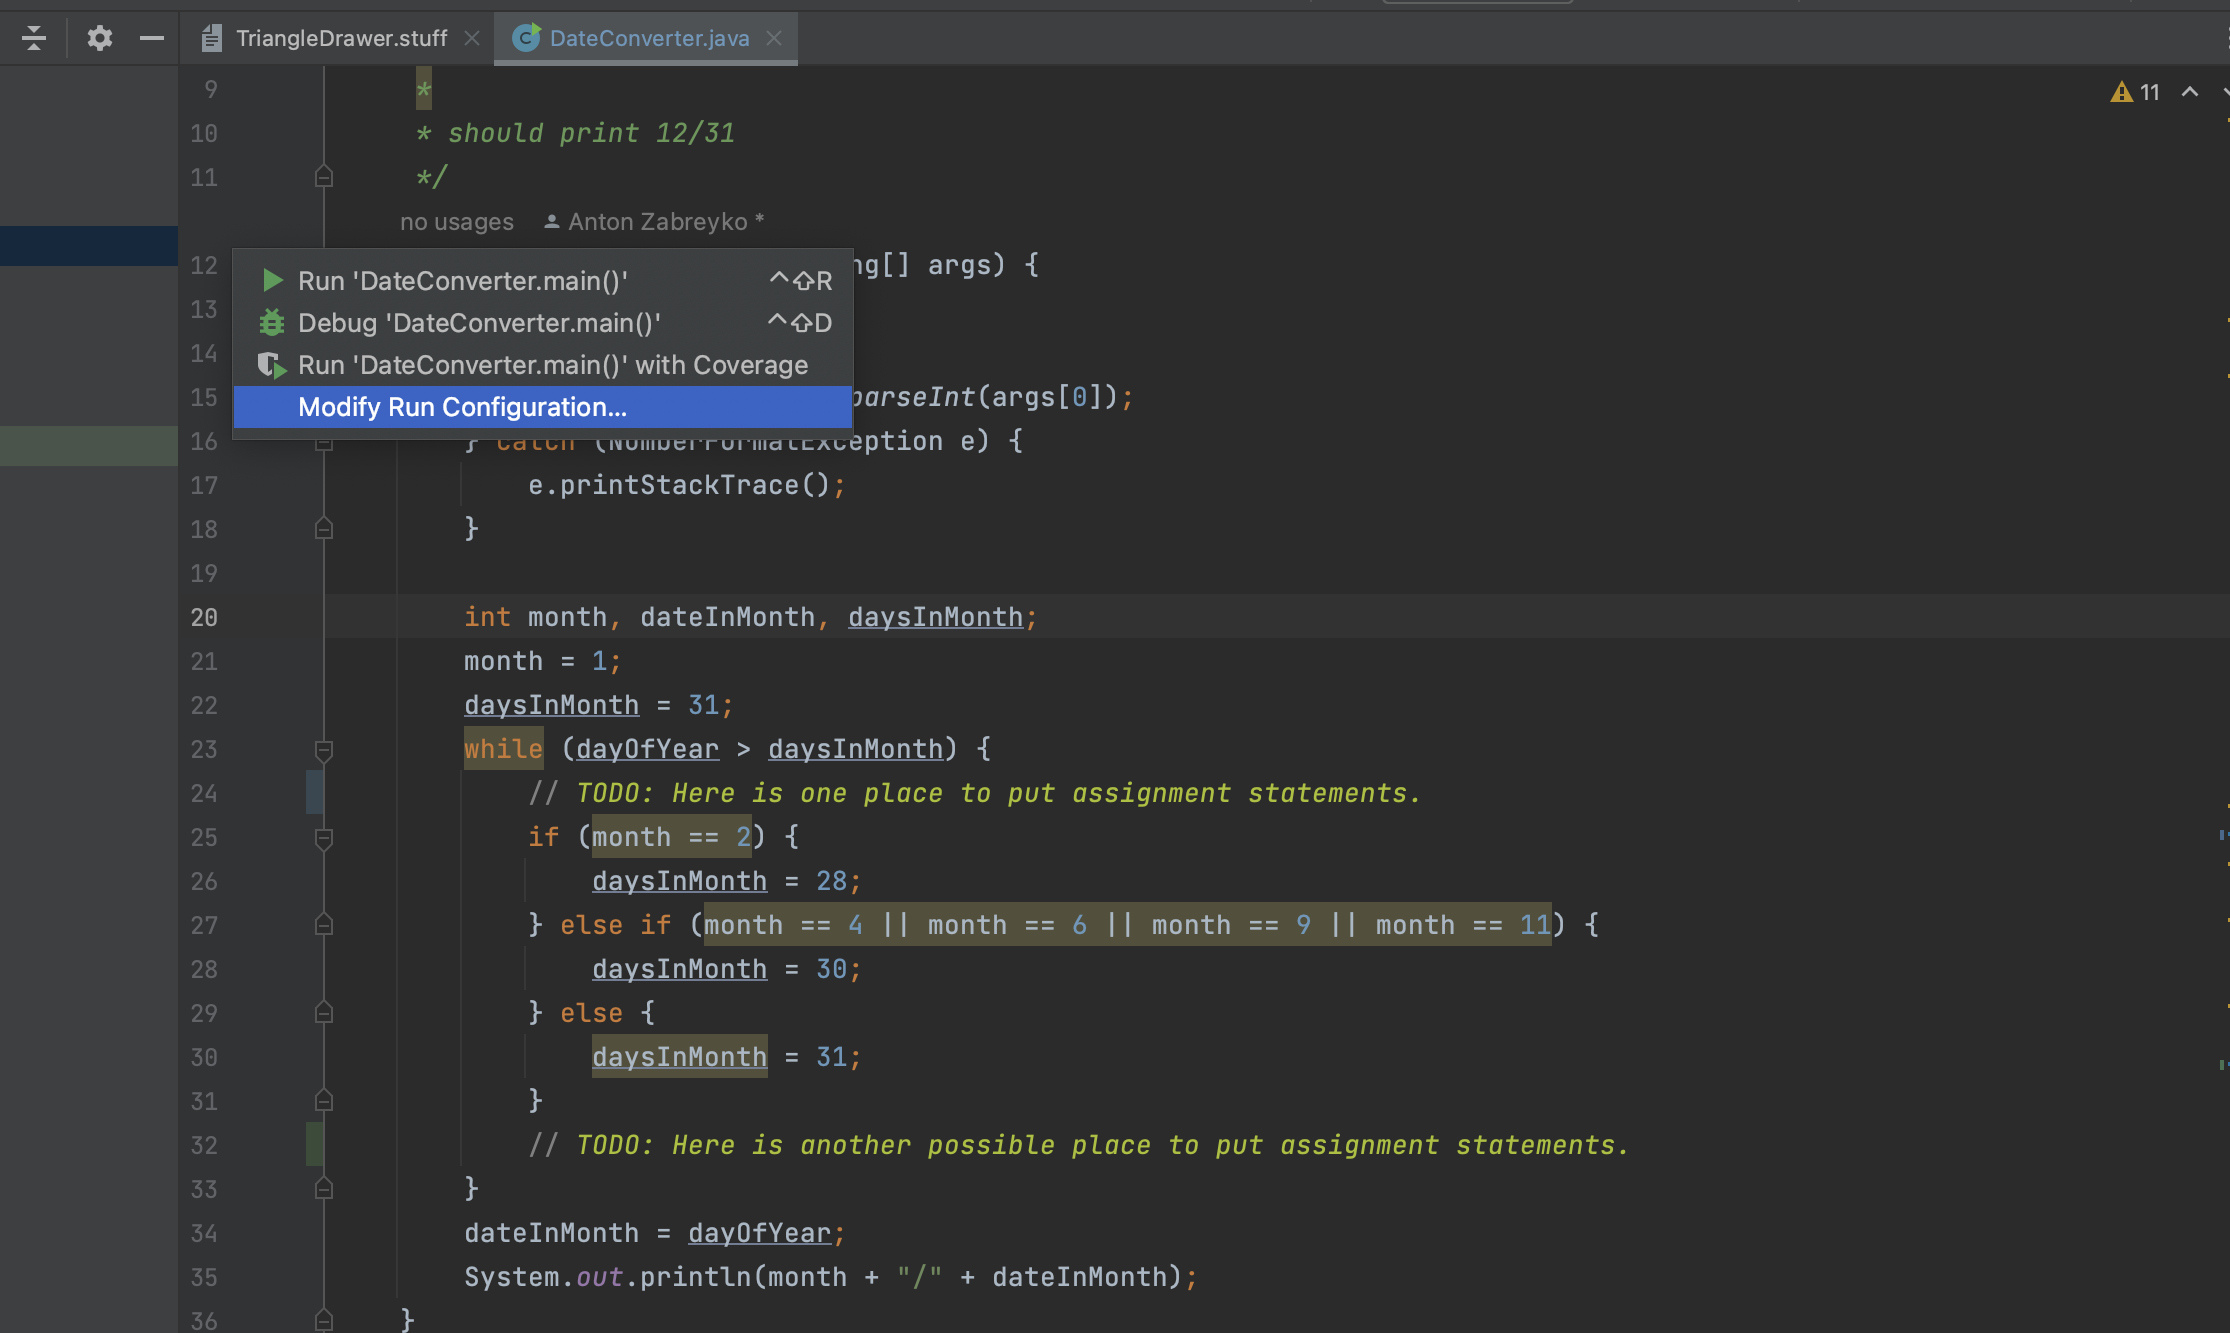 TriangleDrawer.stuff DateConverter.java
11
9 *
10 * should print 12/31
11 */
no usages Anton Zabreyko *
12 ng[] args) {
Run 'DateConverter.main()' ^⇧R
13
Debug 'DateConverter.main()' ^⇧D
14
Run 'DateConverter.main()' with Coverage
15 parseInt(args[0]);
Modify Run Configuration...
16 } catch (NumberFormatException e) {
17 e.printStackTrace();
18 }
19
20 int month, dateInMonth, daysInMonth;
21 month = 1;
22 daysInMonth = 31;
23 while (dayOfYear > daysInMonth) {
24 // TODO: Here is one place to put assignment statements.
25 if (month == 2) {
26 daysInMonth = 28;
27 } else if (month == 4 || month == 6 || month == 9 || month == 11) {
28 daysInMonth = 30;
29 } else {
30 daysInMonth = 31;
31 }
32 // TODO: Here is another possible place to put assignment statements.
33 }
34 dateInMonth = dayOfYear;
35 System.out.println(month + "/" + dateInMonth);
36 }